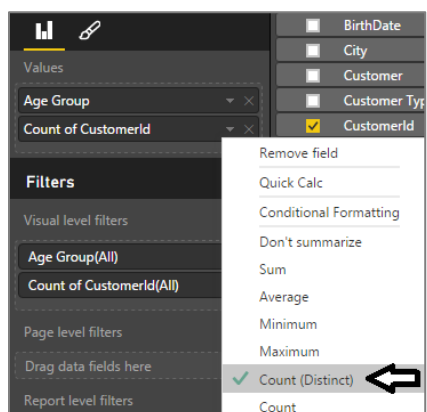 Values
Age Group
Count of CustomerId
Filters
Visual level filters
Age Group(All)
Count of CustomerId(All)
Page level filters
Drag data fields here
Report level filters
BirthDate
City
Customer
Customer Typ
CustomerId
Remove field
Quick Calc
Conditional Formatting
Don't summarize
Sum
Average
Minimum
Maximum
Count (Distinct)
Count